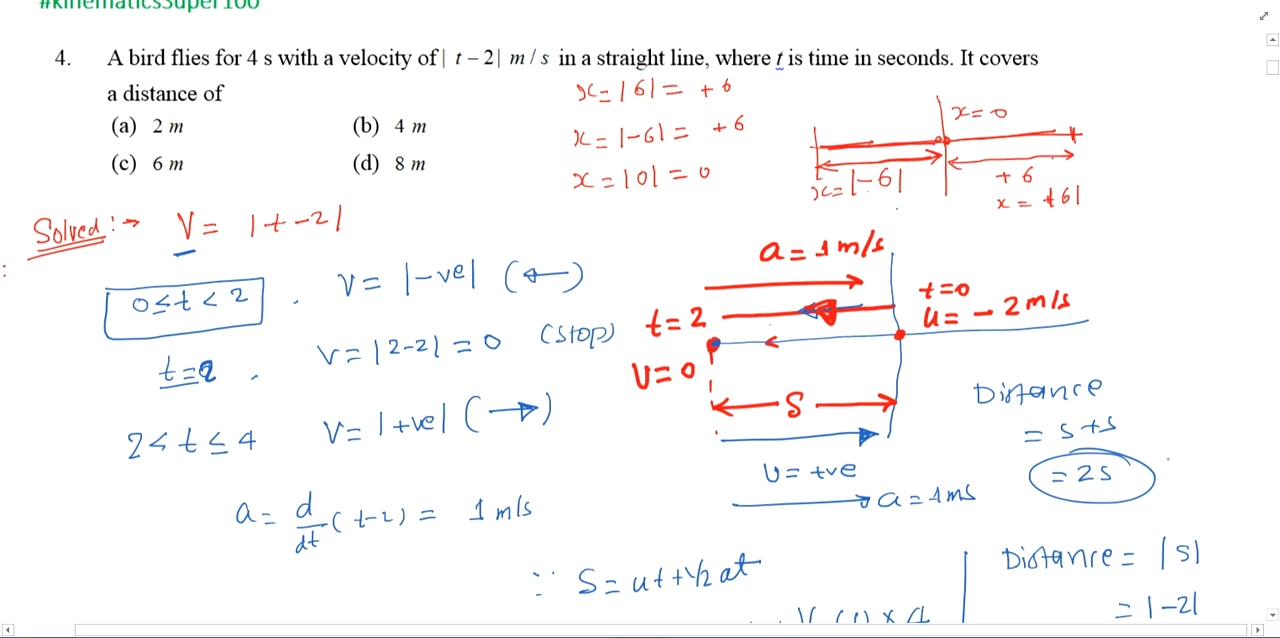 #KinematicsSuper100
4. A bird flies for 4 s with a velocity of | t – 2| m / s in a straight line, where t is time in seconds. It covers
a distance of
(a) 2 m (b) 4 m
(c) 6 m (d) 8 m
x = |6| = +6
x = |-6| = +6
x = |0| = 0
x = 0
x = |-6|
+6
x = +6|
Solved :→ V = |t-2|
0 ≤ t < 2 . V = |-ve| (←)
t=2 . V = |2-2| = 0 (stop)
2 < t ≤ 4 V = |+ve| (→)
a = d/dt (t-2) = 1 m/s
a = 1 m/s
t=0
u = - 2 m/s
t = 2
V = 0
S
U = +ve
a = 1 ms
Distance
= s+s
= 2s
∵ S = ut + 1/2 at
Distance = |s|
= |-2|